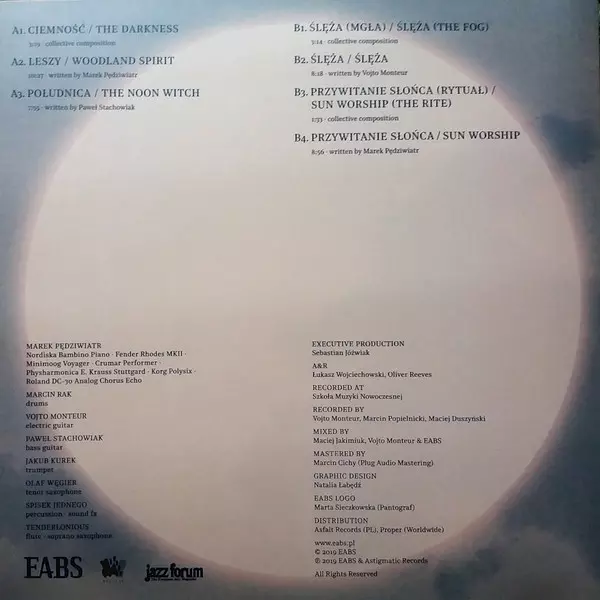 A1. CIEMNOŚĆ / THE DARKNESS
3:29 · collective composition
A2. LESZY / WOODLAND SPIRIT
10:27 · written by Marek Pędziwiatr
A3. POŁUDNICA / THE NOON WITCH
7:55 · written by Paweł Stachowiak
B1. ŚLĘŻA (MGŁA) / ŚLĘŻA (THE FOG)
3:14 · collective composition
B2. ŚLĘŻA / ŚLĘŻA
8:18 · written by Vojto Monteur
B3. PRZYWITANIE SŁOŃCA (RYTUAŁ) /
SUN WORSHIP (THE RITE)
1:33 · collective composition
B4. PRZYWITANIE SŁOŃCA / SUN WORSHIP
8:56 · written by Marek Pędziwiatr
MAREK PĘDZIWIATR
Nordiska Bambino Piano · Fender Rhodes MKII ·
Minimoog Voyager · Crumar Performer ·
Physharmonica E. Krauss Stuttgard · Korg Polysix ·
Roland DC-70 Analog Chorus Echo
MARCIN RAK
drums
VOJTO MONTEUR
electric guitar
PAWEŁ STACHOWIAK
bass guitar
JAKUB KUREK
trumpet
OLAF WĘGIER
tenor saxophone
SPISEK JEDNEGO
percussion · sound fx
TENDERLONIOUS
flute · soprano saxophone
EXECUTIVE PRODUCTION
Sebastian Jóźwiak
A&R
Łukasz Wojciechowski, Oliver Reeves
RECORDED AT
Szkoła Muzyki Nowoczesnej
RECORDED BY
Vojto Monteur, Marcin Popielnicki, Maciej Duszyński
MIXED BY
Maciej Jakimiuk, Vojto Monteur & EABS
MASTERED BY
Marcin Cichy (Plug Audio Mastering)
GRAPHIC DESIGN
Natalia Łabędź
EABS LOGO
Marta Sieczkowska (Pantograf)
DISTRIBUTION
Asfalt Records (PL), Proper (Worldwide)
www.eabs.pl
© 2019 EABS
℗ 2019 EABS & Astigmatic Records
All Rights Reserved
EABS
jazzforum